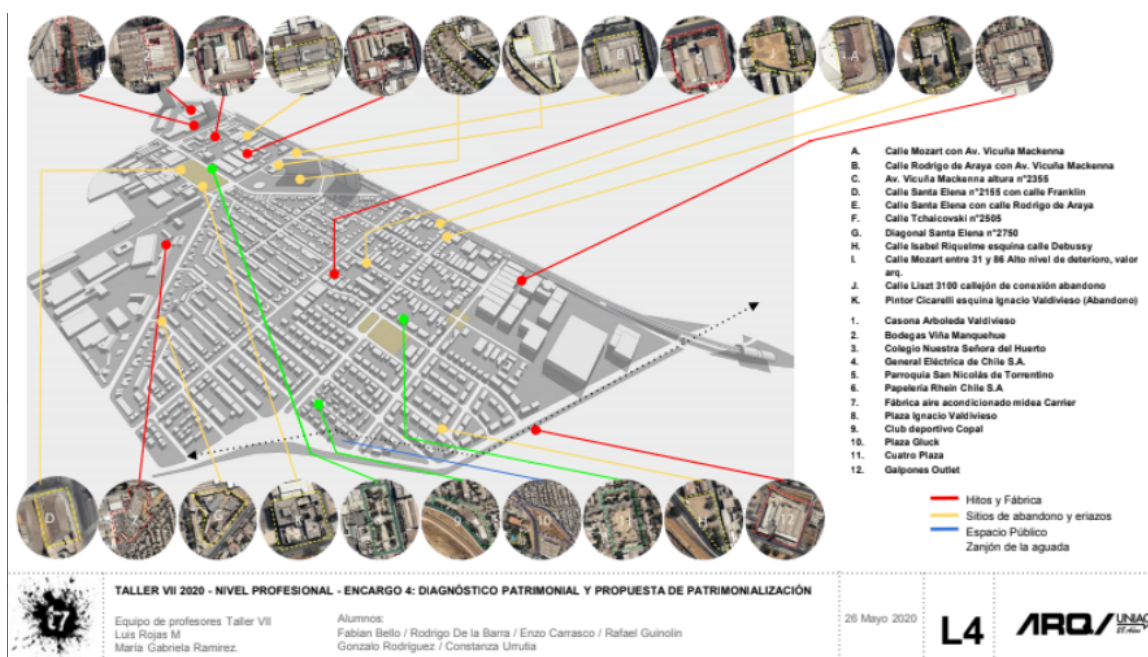 2
C
B
5
A
6
A. Calle Mozart con Av. Vicuña Mackenna
B. Calle Rodrigo de Araya con Av. Vicuña Mackenna
C. Av. Vicuña Mackenna altura n°2355
D. Calle Santa Elena n°2155 con calle Franklin
E. Calle Santa Elena con calle Rodrigo de Araya
F. Calle Tchaicovski n°2505
G. Diagonal Santa Elena n°2750
H. Calle Isabel Riquelme esquina calle Debussy
I. Calle Mozart entre 31 y 86 Alto nivel de deterioro, valor
arq.
J. Calle Liszt 3100 callejón de conexión abandono
K. Pintor Cicarelli esquina Ignacio Valdivieso (Abandono)
1. Casona Arboleda Valdivieso
2. Bodegas Viña Manquehue
3. Colegio Nuestra Señora del Huerto
4. General Eléctrica de Chile S.A.
5. Parroquia San Nicolás de Torrentino
6. Papelería Rhein Chile S.A
7. Fábrica aire acondicionado midea Carrier
8. Plaza Ignacio Valdivieso
9. Club deportivo Copal
10. Plaza Gluck
11. Cuatro Plaza
12. Galpones Outlet
D
7
G
9
10
H
12
Hitos y Fábrica
Sitios de abandono y eriazos
Espacio Público
Zanjón de la aguada
t7
TALLER VII 2020 - NIVEL PROFESIONAL - ENCARGO 4: DIAGNÓSTICO PATRIMONIAL Y PROPUESTA DE PATRIMONIALIZACIÓN
Equipo de profesores Taller VII
Luis Rojas M
María Gabriela Ramirez.
Alumnos:
Fabian Bello / Rodrigo De la Barra / Enzo Carrasco / Rafael Guinolin
Gonzalo Rodríguez / Constanza Urrutia
26 Mayo 2020
L4
ARQ/ UNIAC